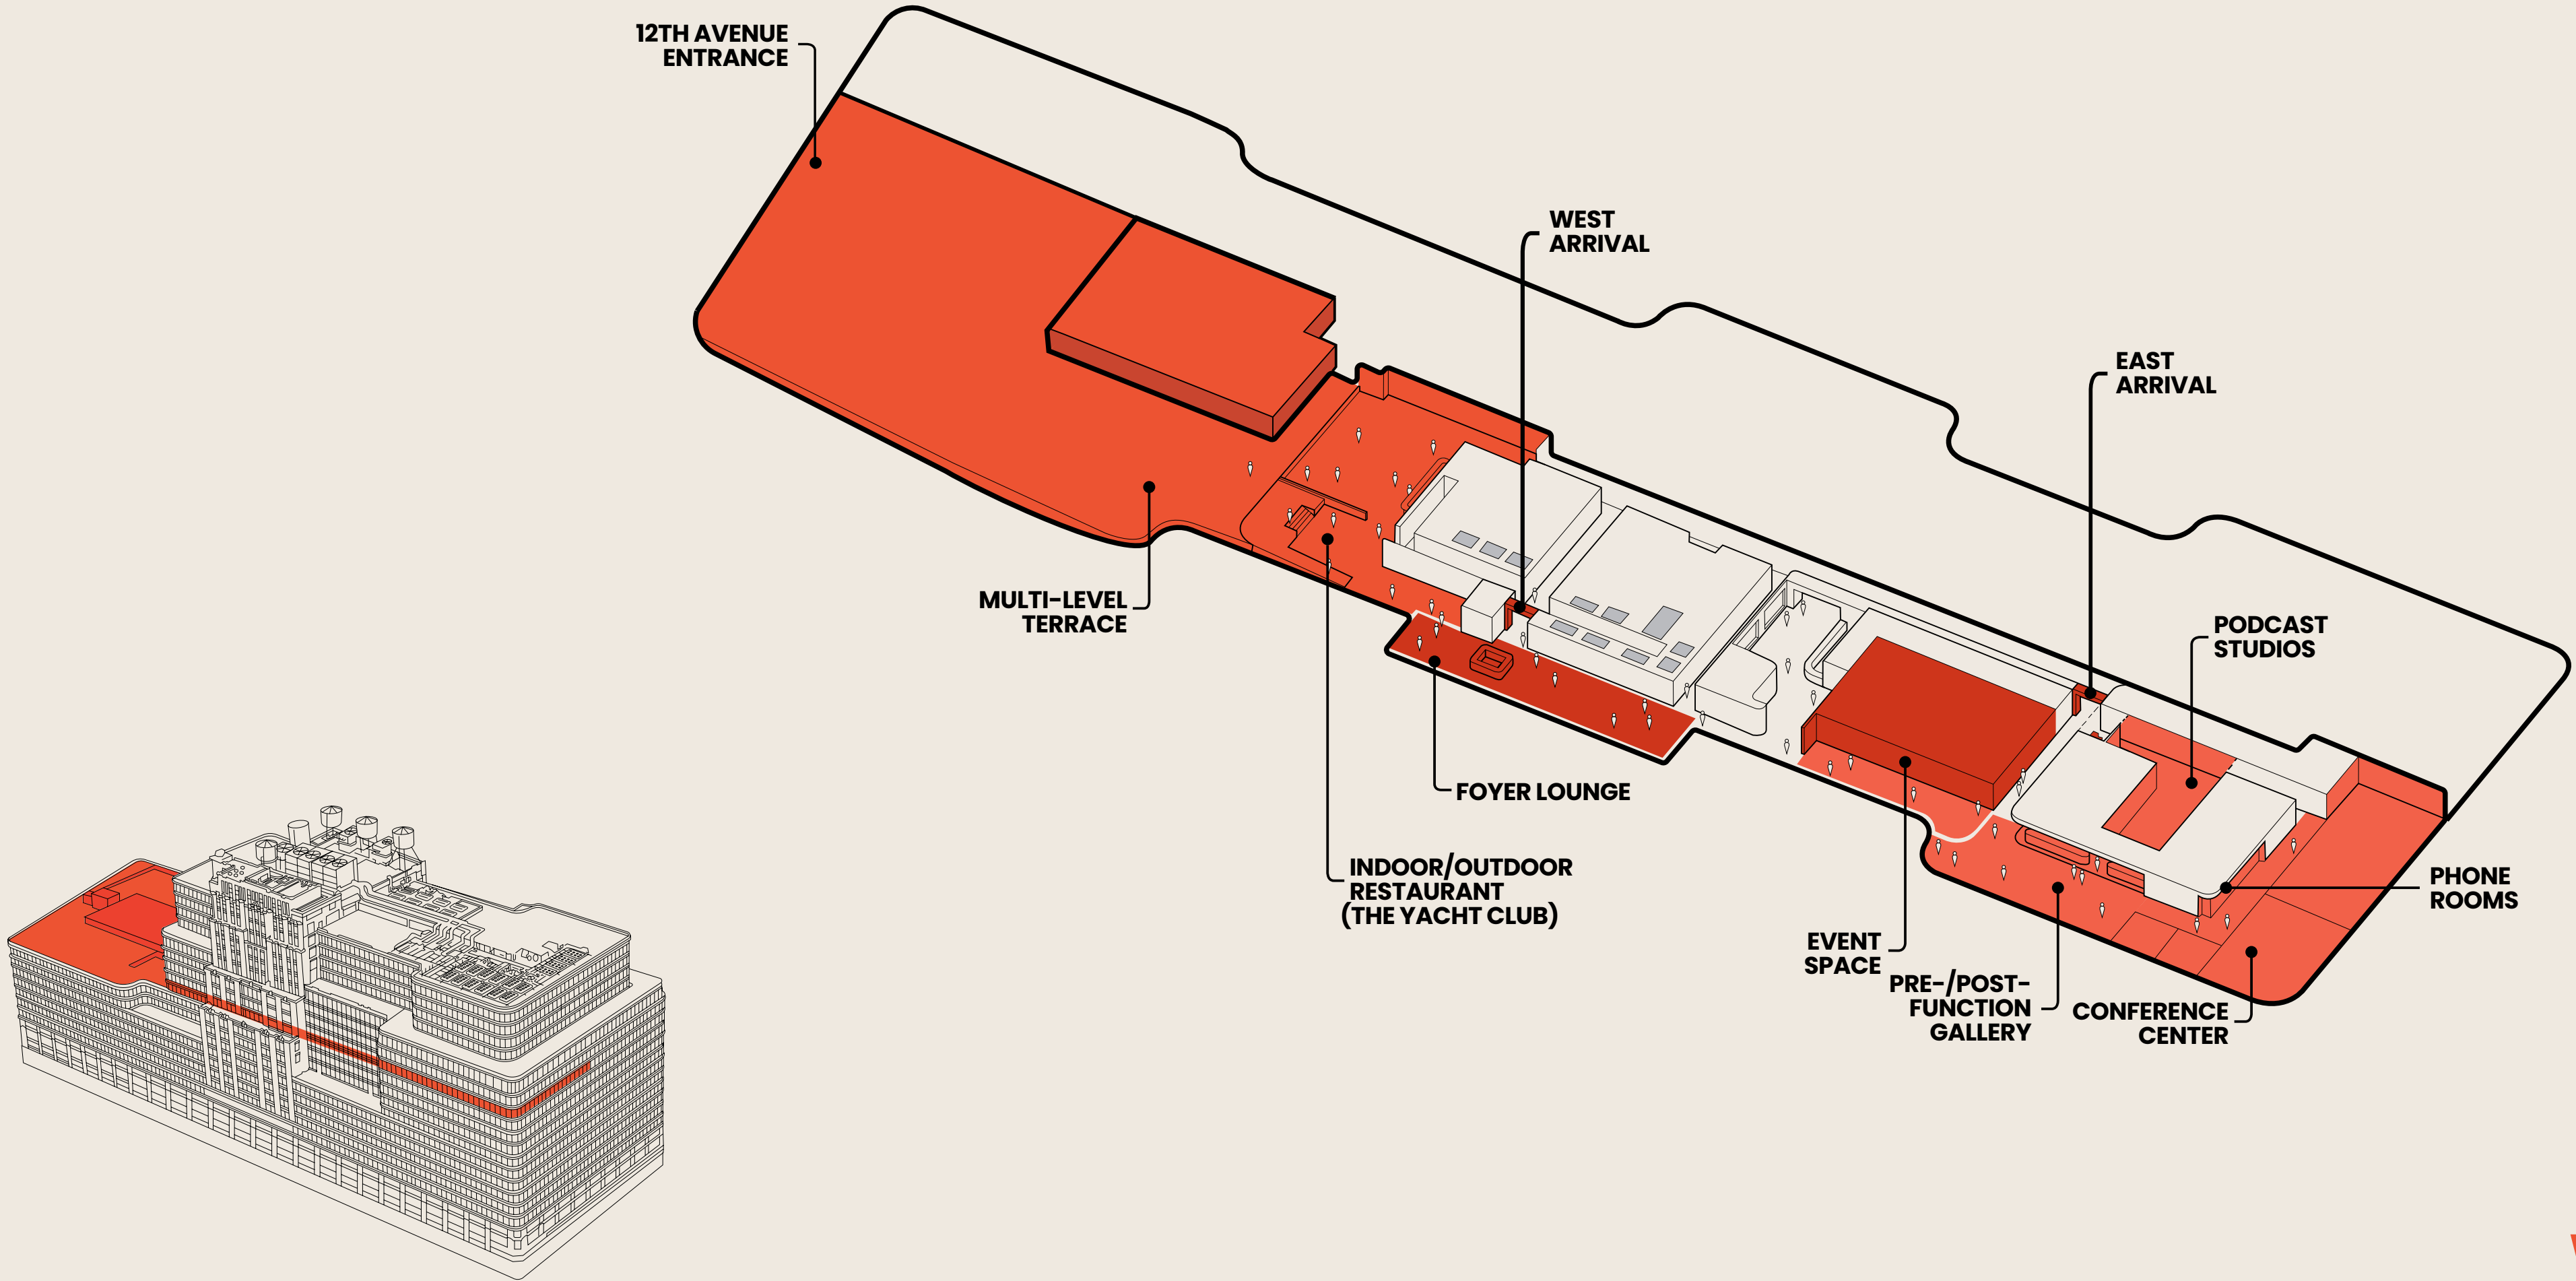 12TH AVENUE
ENTRANCE
WEST
ARRIVAL
EAST
ARRIVAL
MULTI-LEVEL
TERRACE
PODCAST
STUDIOS
FOYER LOUNGE
INDOOR/OUTDOOR
RESTAURANT
(THE YACHT CLUB)
PHONE
ROOMS
EVENT
SPACE
PRE-/POST-
FUNCTION
GALLERY
CONFERENCE
CENTER